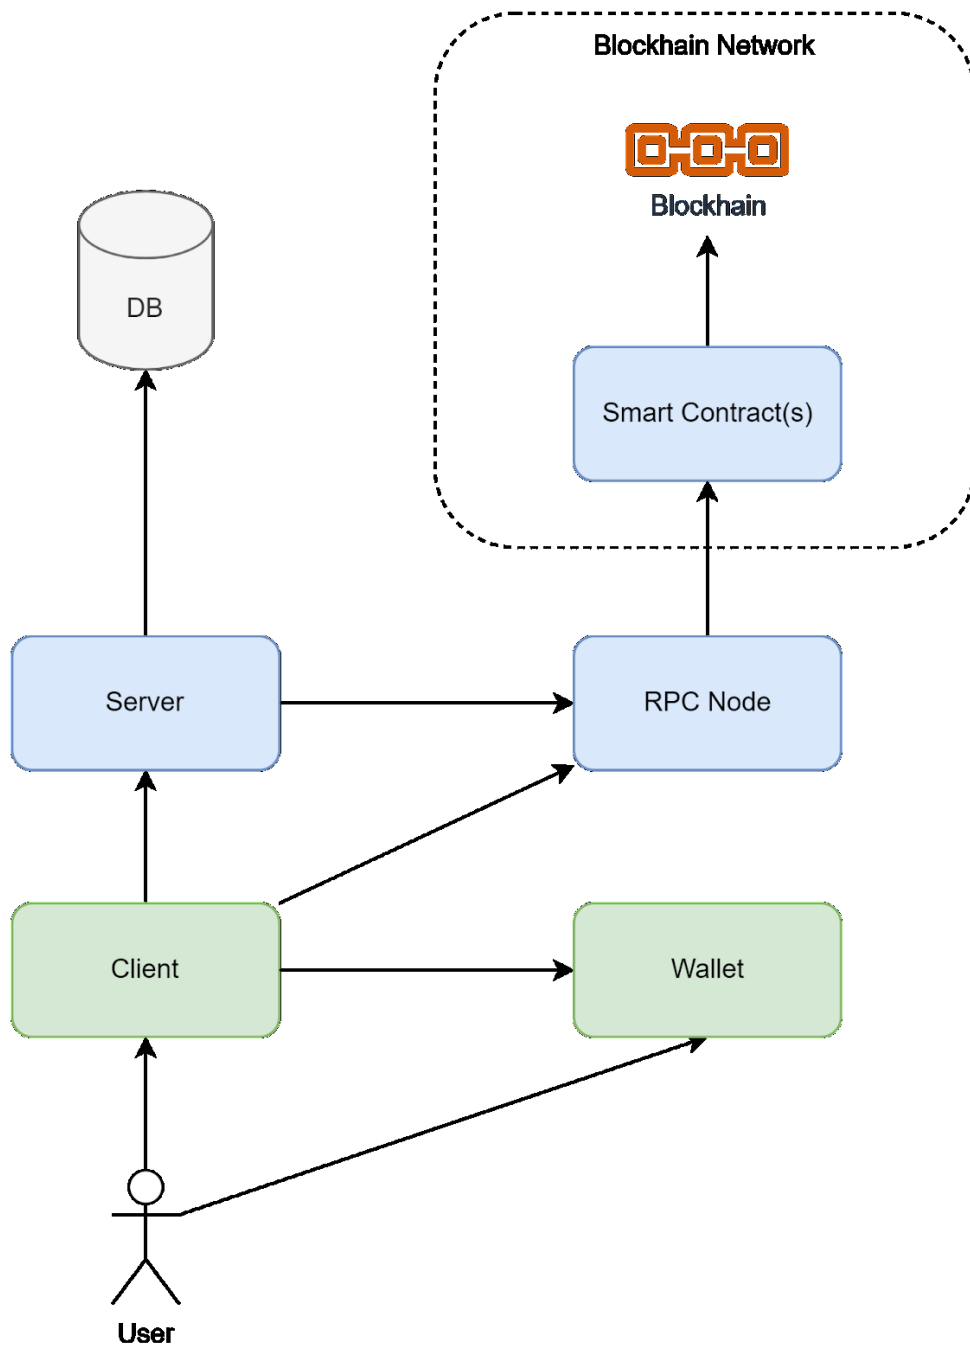 Blockhain Network
Blockhain
DB
Smart Contract(s)
Server
RPC Node
Client
Wallet
User